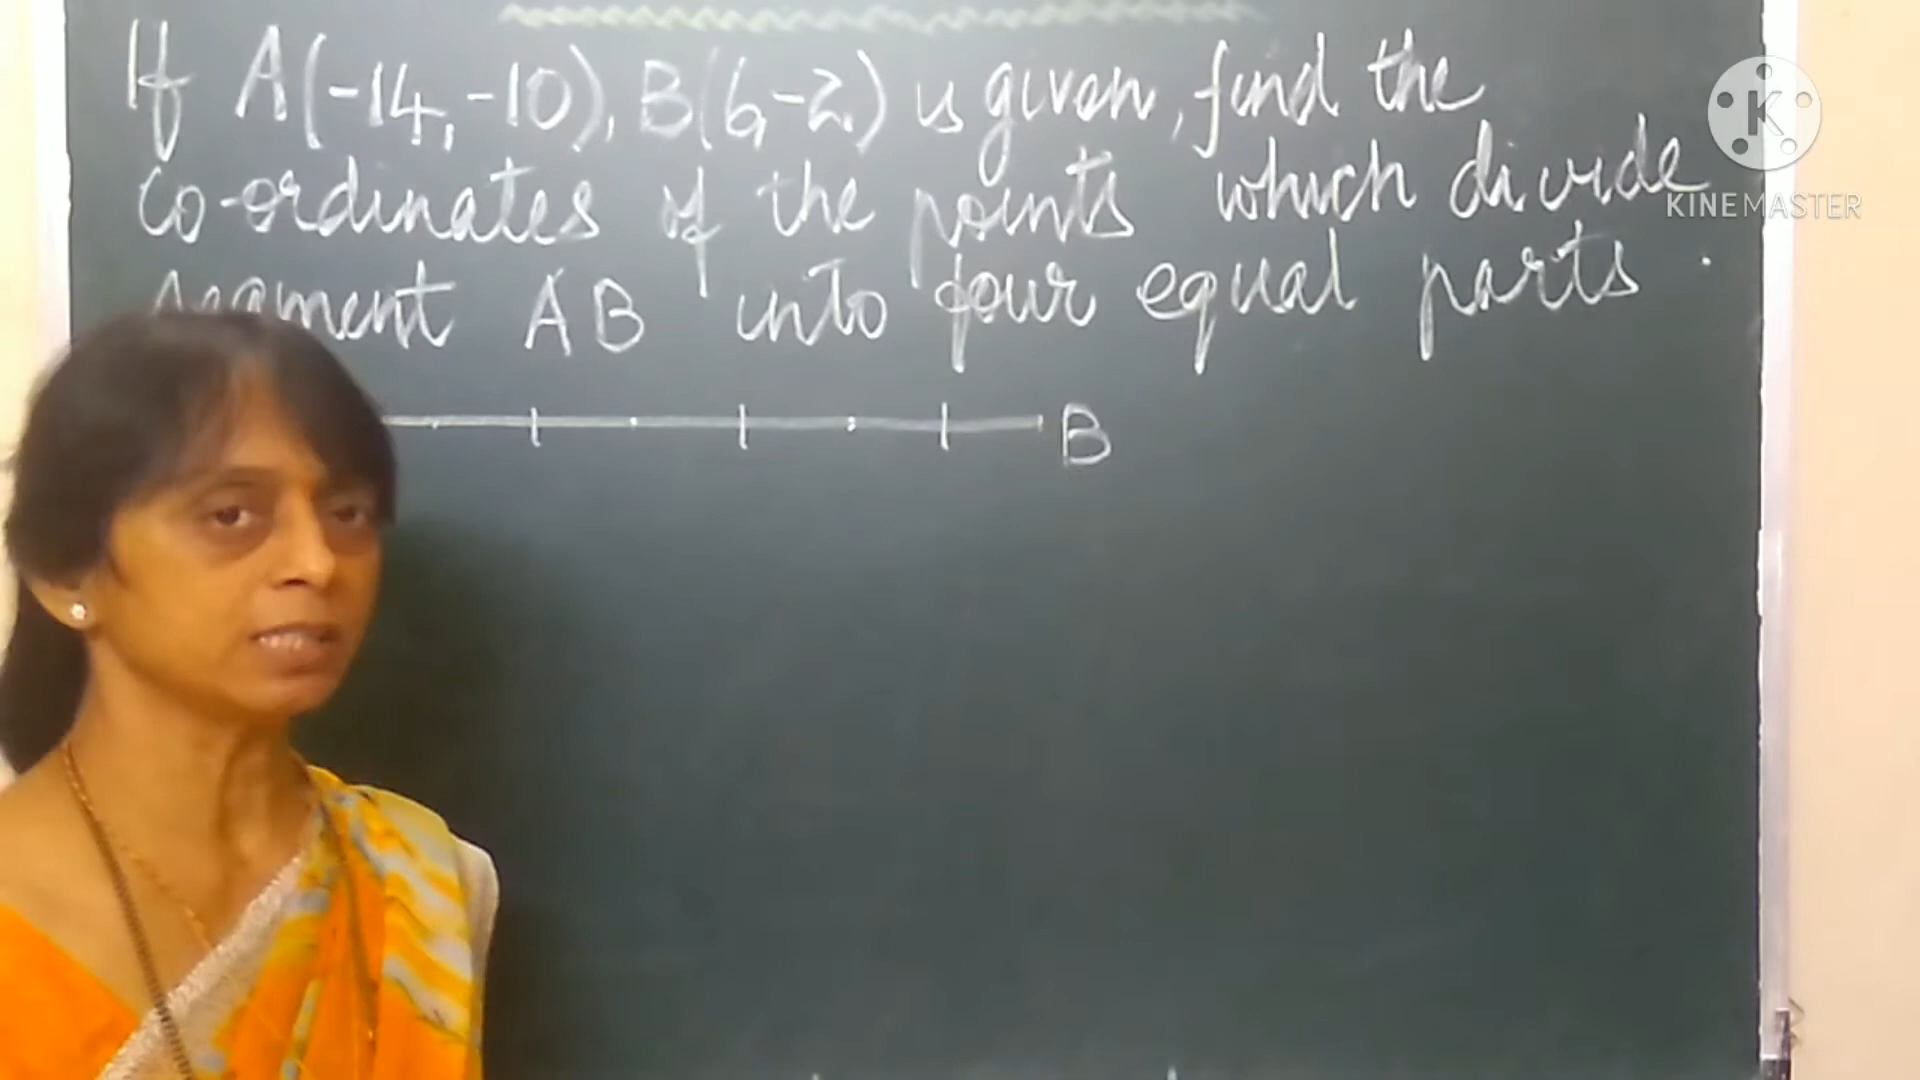 If A(-14, -10), B(6, -2) is given, find the
co-ordinates of the points which divide
segment AB into four equal parts.
B
K
KINEMASTER